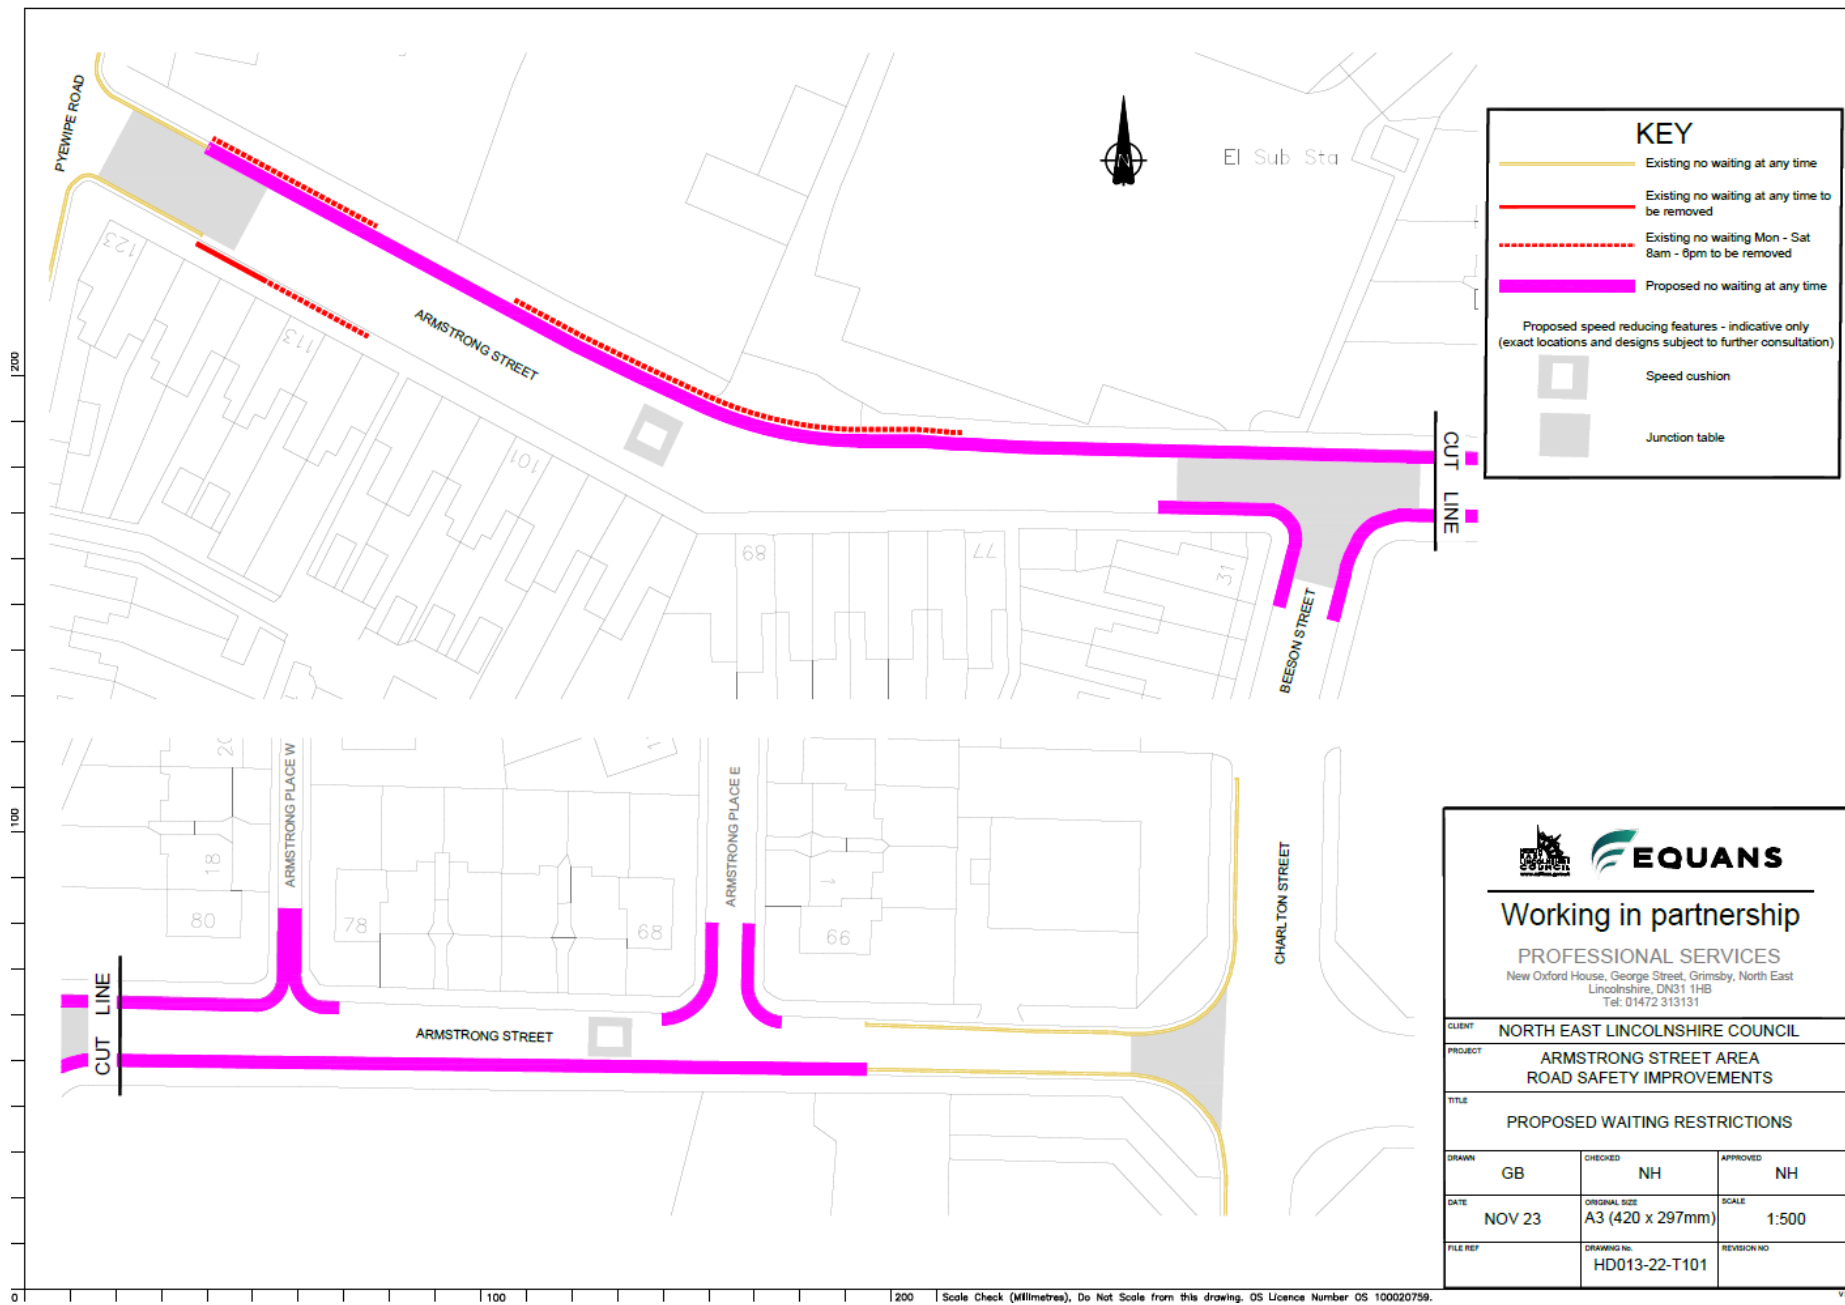 PYEWIPE ROAD
123
113
101
ARMSTRONG STREET
El Sub Sta
89
77
31
BEESON STREET
CUT LINE
KEY
Existing no waiting at any time
Existing no waiting at any time to
be removed
Existing no waiting Mon - Sat
8am - 6pm to be removed
Proposed no waiting at any time
Proposed speed reducing features - indicative only
(exact locations and designs subject to further consultation)
Speed cushion
Junction table
200
100
0
20
18
80
ARMSTRONG PLACE W
78
68
ARMSTRONG PLACE E
1
66
CHARLTON STREET
CUT LINE
ARMSTRONG STREET
NORTH
EAST
LINCOLNSHIRE
COUNCIL
EQUANS
Working in partnership
PROFESSIONAL SERVICES
New Oxford House, George Street, Grimsby, North East
Lincolnshire, DN31 1HB
Tel: 01472 313131
CLIENT
NORTH EAST LINCOLNSHIRE COUNCIL
PROJECT
ARMSTRONG STREET AREA
ROAD SAFETY IMPROVEMENTS
TITLE
PROPOSED WAITING RESTRICTIONS
DRAWN
GB
CHECKED
NH
APPROVED
NH
DATE
NOV 23
ORIGINAL SIZE
A3 (420 x 297mm)
SCALE
1:500
FILE REF
DRAWING No.
HD013-22-T101
REVISION NO
100
200
Scale Check (Millimetres), Do Not Scale from this drawing. OS Licence Number OS 100020759.